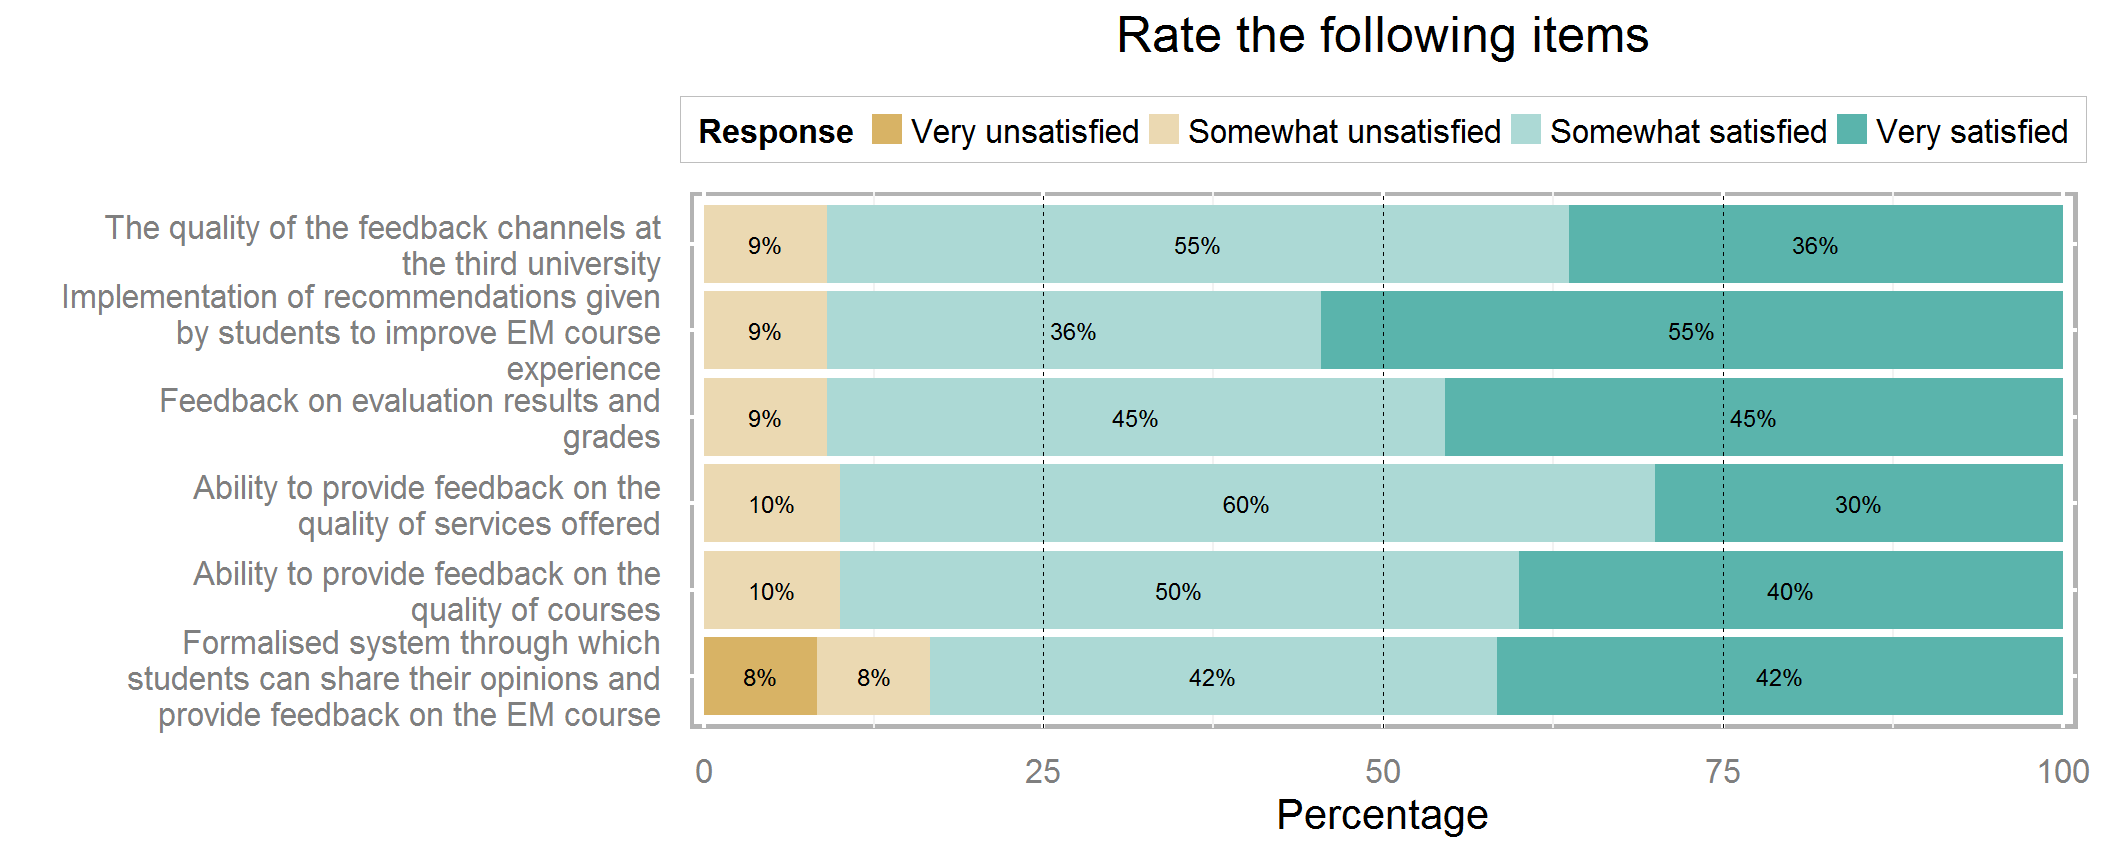 Rate the following items
Response Very unsatisfied Somewhat unsatisfied Somewhat satisfied Very satisfied
The quality of the feedback channels at
the third university
9% 55% 36%
Implementation of recommendations given
by students to improve EM course
experience
9% 36% 55%
Feedback on evaluation results and
grades
9% 45% 45%
Ability to provide feedback on the
quality of services offered
10% 60% 30%
Ability to provide feedback on the
quality of courses
10% 50% 40%
Formalised system through which
students can share their opinions and
provide feedback on the EM course
8% 8% 42% 42%
0 25 50 75 100
Percentage